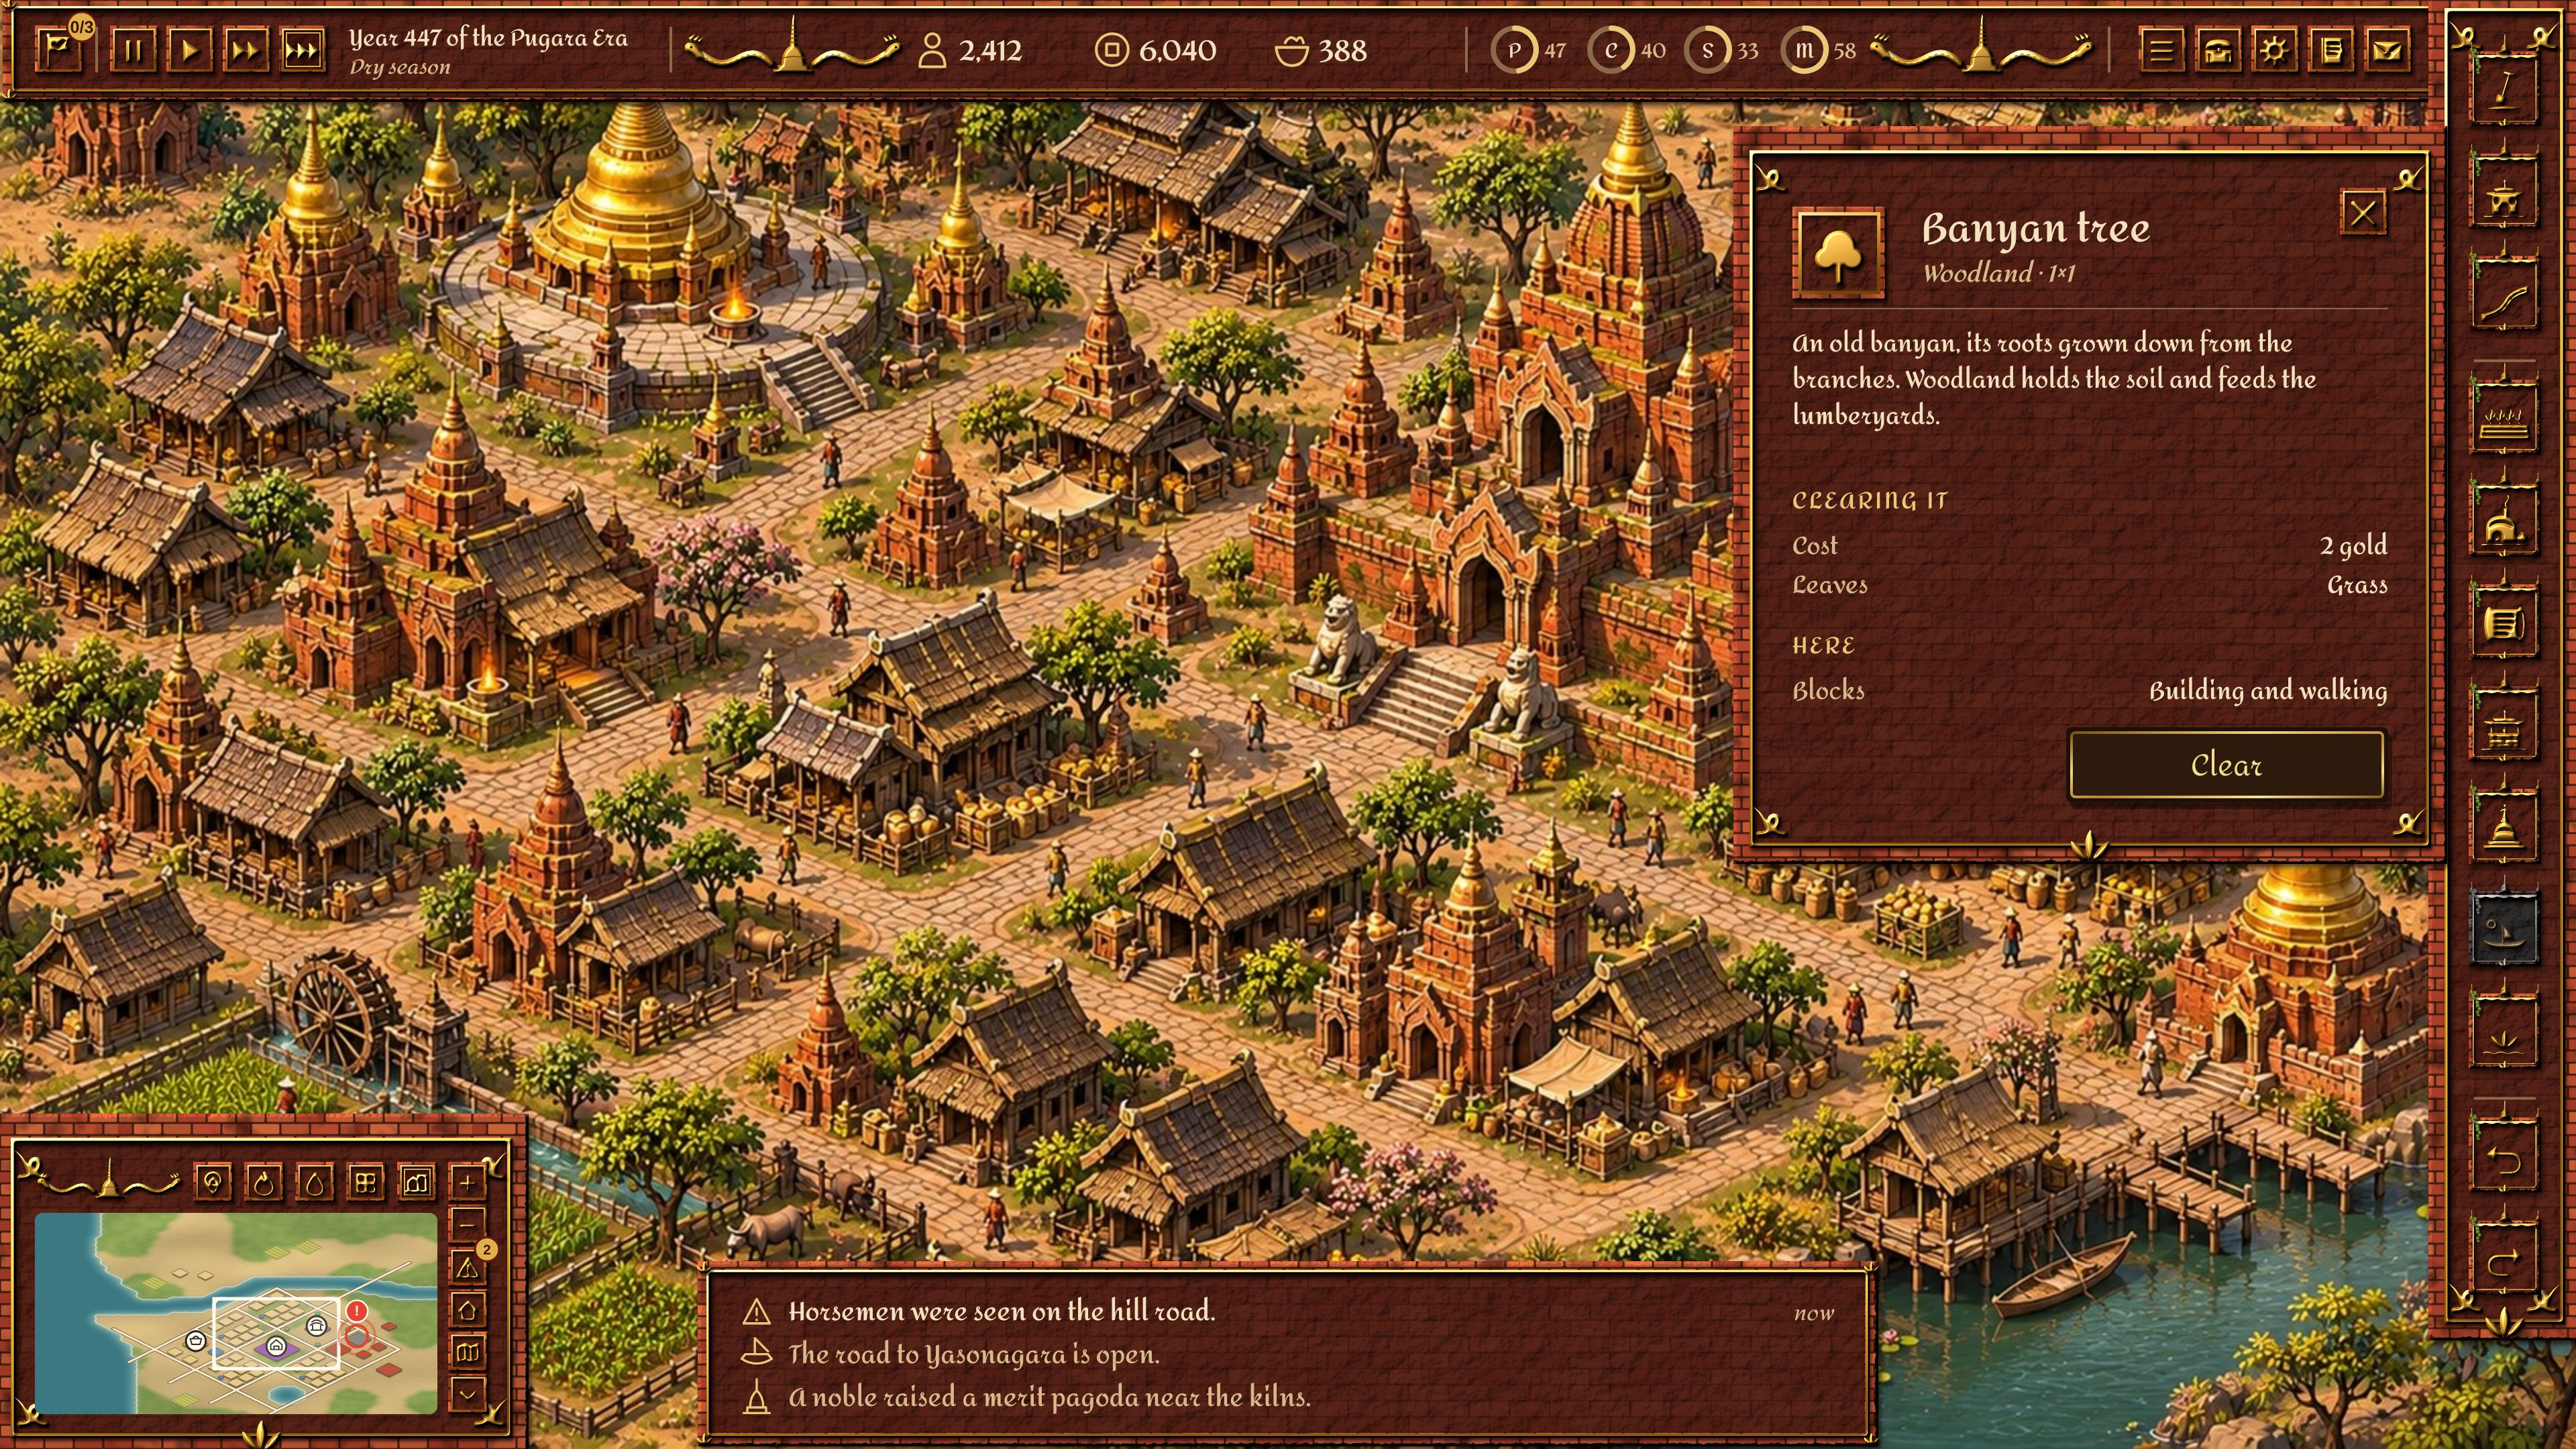 0/3
Year 447 of the Pugara Era
Dry season
2,412
6,040
388
P 47
C 40
S 33
M 58
Banyan tree
Woodland · 1×1
An old banyan, its roots grown down from the
branches. Woodland holds the soil and feeds the
lumberyards.
CLEARING IT
Cost 2 gold
Leaves Grass
HERE
Blocks Building and walking
Clear
2
!
Horsemen were seen on the hill road. now
The road to Yasonagara is open.
A noble raised a merit pagoda near the kilns.